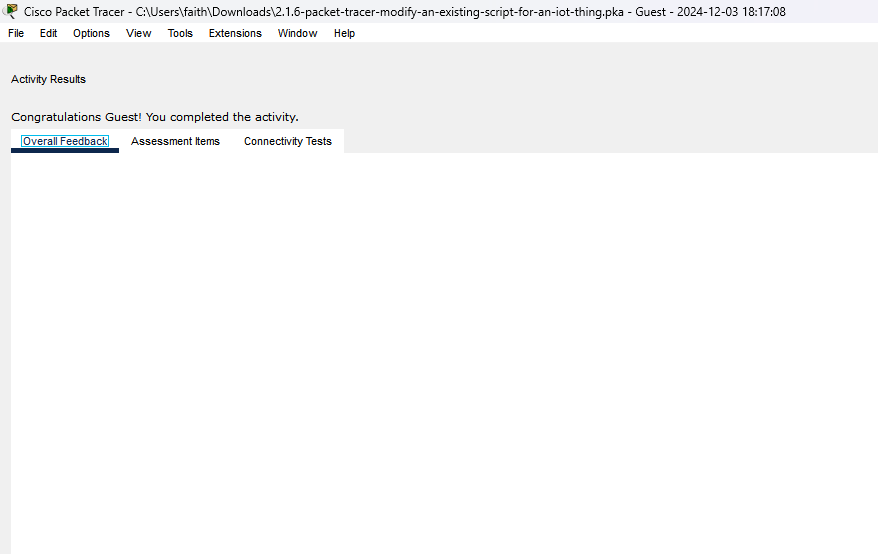 Cisco Packet Tracer - C:\Users\faith\Downloads\2.1.6-packet-tracer-modify-an-existing-script-for-an-iot-thing.pka - Guest - 2024-12-03 18:17:08
File Edit Options View Tools Extensions Window Help
Activity Results
Congratulations Guest! You completed the activity.
Overall Feedback Assessment Items Connectivity Tests